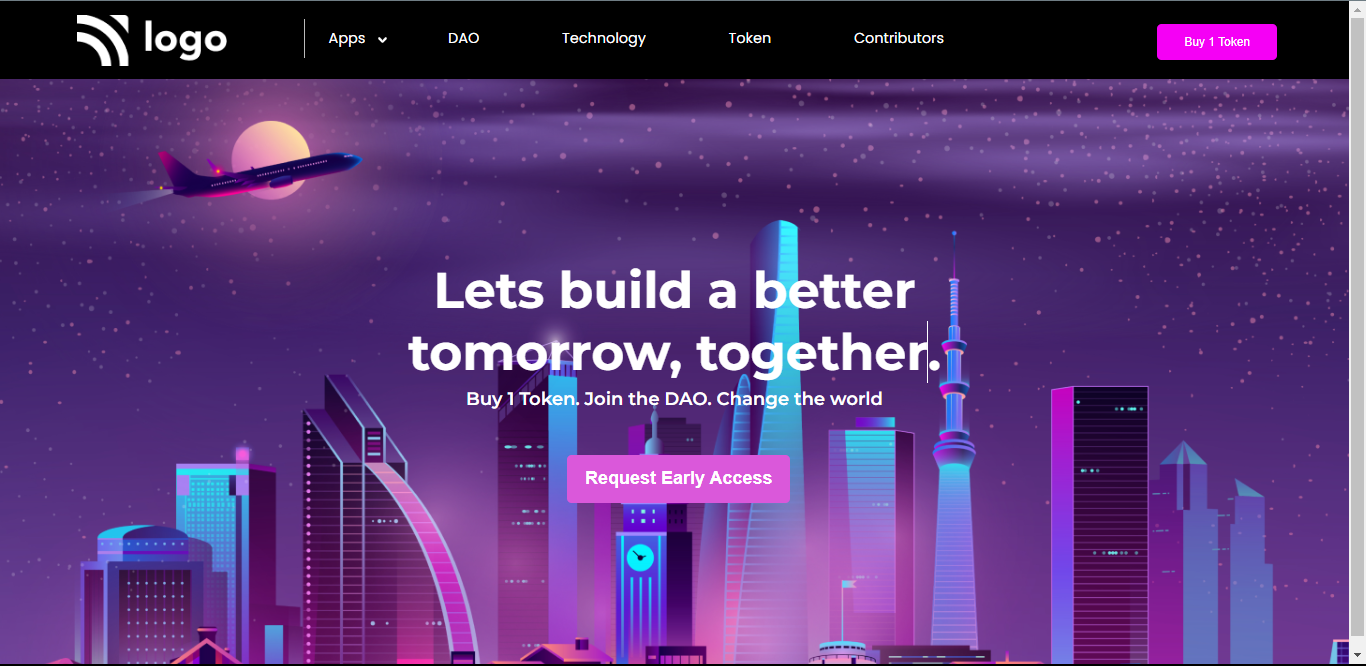 logo
Apps
DAO
Technology
Token
Contributors
Buy 1 Token
Lets build a better
tomorrow, together.
Buy 1 Token. Join the DAO. Change the world
Request Early Access